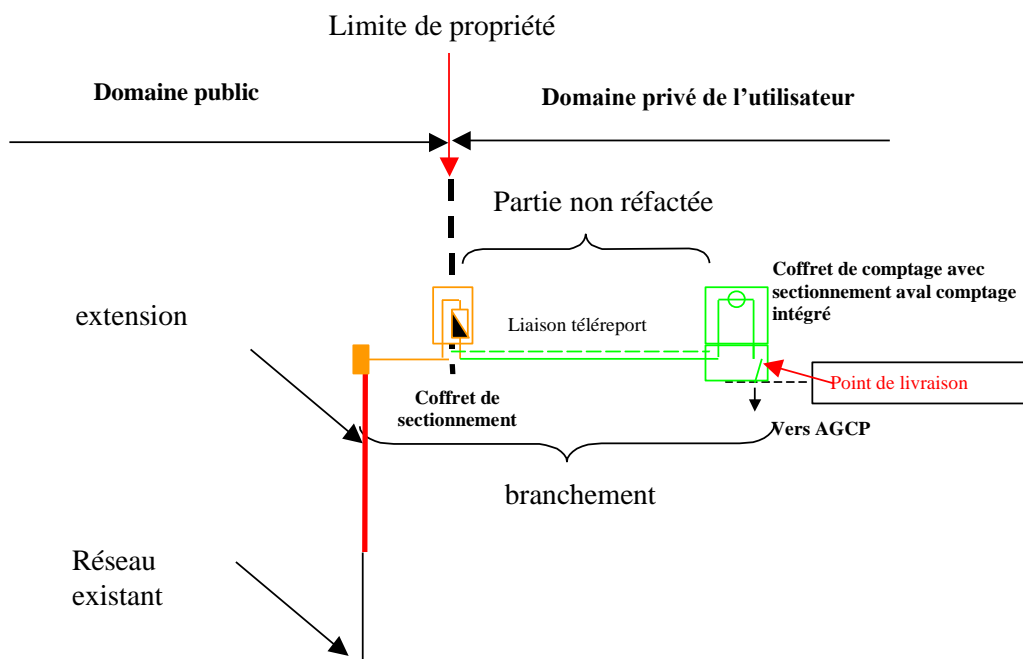 Limite de propriété
Domaine public
Domaine privé de l’utilisateur
Partie non réfactée
Coffret de comptage avec
sectionnement aval comptage
intégré
extension
Liaison téléreport
Point de livraison
Coffret de
sectionnement
Vers AGCP
branchement
Réseau
existant